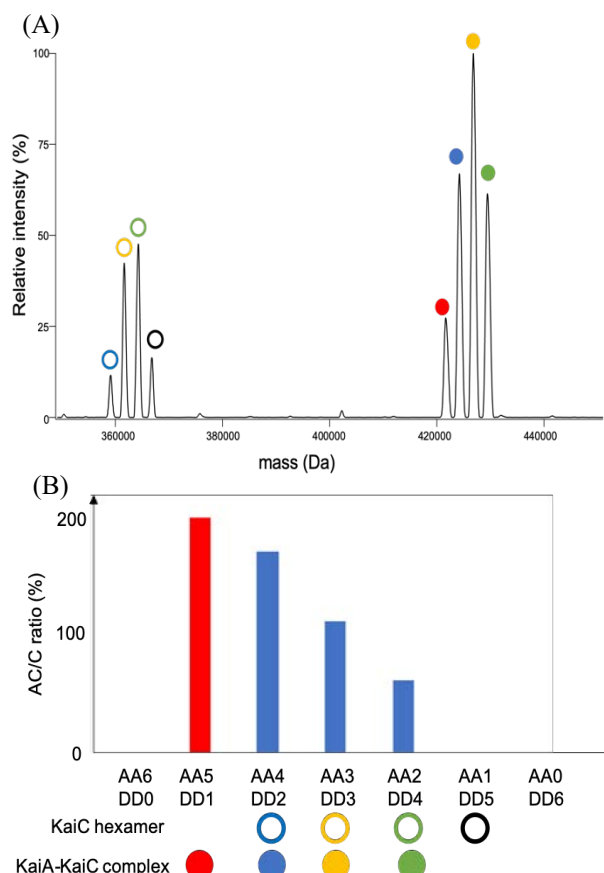 (A)
Relative intensity (%)
100
75
50
25
0
360000 380000 400000 420000 440000
mass (Da)
(B)
AC/C ratio (%)
200
100
0
AA6 AA5 AA4 AA3 AA2 AA1 AA0
DD0 DD1 DD2 DD3 DD4 DD5 DD6
KaiC hexamer
KaiA-KaiC complex